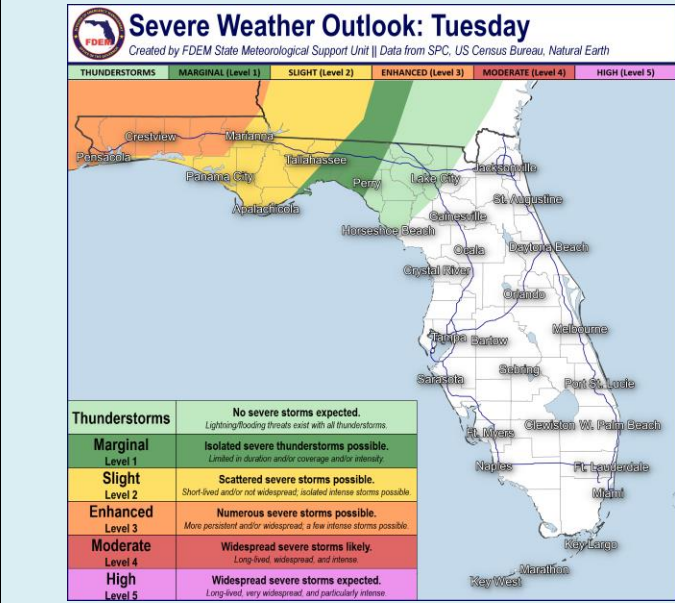 FDEM
Severe Weather Outlook: Tuesday
Created by FDEM State Meteorological Support Unit || Data from SPC, US Census Bureau, Natural Earth
THUNDERSTORMS MARGINAL (Level 1) SLIGHT (Level 2) ENHANCED (Level 3) MODERATE (Level 4) HIGH (Level 5)
Crestview
Marianna
Pensacola
Tallahassee
Jacksonville
Panama City
Perry
Lake City
St. Augustine
Apalachicola
Gainesville
Horseshoe Beach
Ocala
Daytona Beach
Crystal River
Orlando
Melbourne
Tampa
Bartow
Sebring
Sarasota
Port St. Lucie
Ft. Myers
Clewiston
W. Palm Beach
Naples
Ft. Lauderdale
Miami
Key Largo
Marathon
Key West
Thunderstorms
No severe storms expected.
Lightning/flooding threats exist with all thunderstorms.
Marginal
Level 1
Isolated severe thunderstorms possible.
Limited in duration and/or coverage and/or intensity.
Slight
Level 2
Scattered severe storms possible.
Short-lived and/or not widespread; isolated intense storms possible.
Enhanced
Level 3
Numerous severe storms possible.
More persistent and/or widespread; a few intense storms possible.
Moderate
Level 4
Widespread severe storms likely.
Long-lived, widespread, and intense.
High
Level 5
Widespread severe storms expected.
Long-lived, very widespread, and particularly intense.